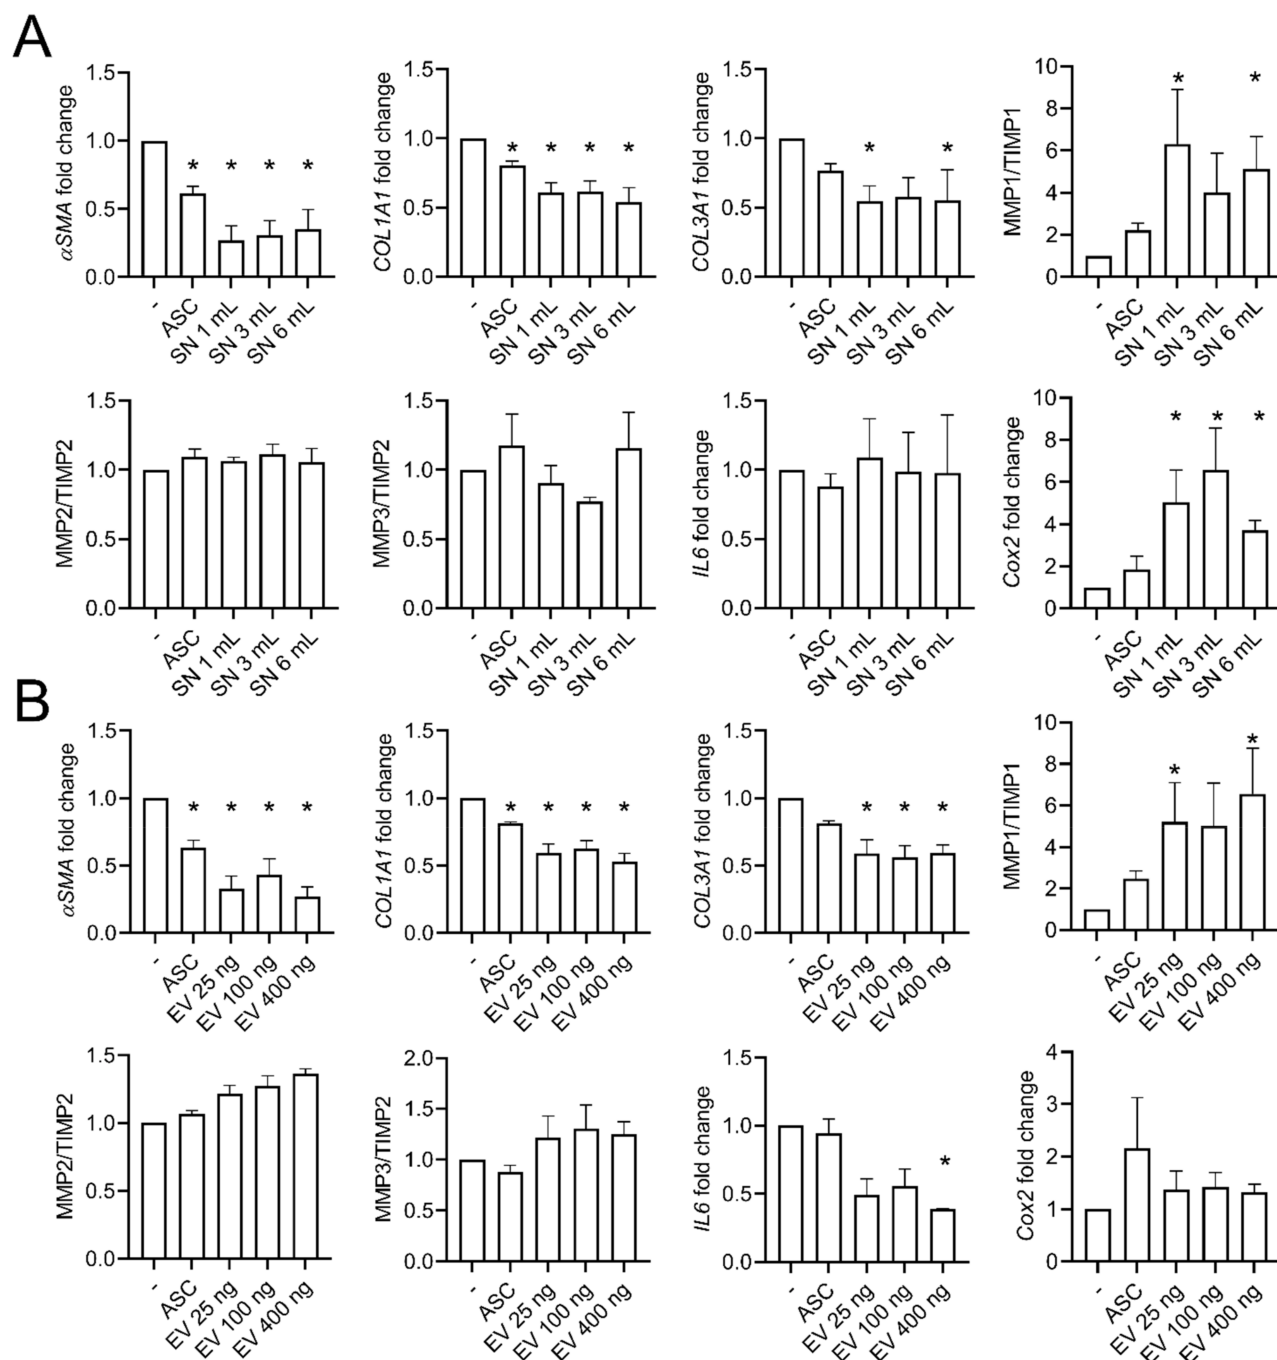 A
αSMA fold change
1.5
1.0
0.5
0.0
* * * *
-
ASC
SN 1 mL
SN 3 mL
SN 6 mL
COL1A1 fold change
1.5
1.0
0.5
0.0
* * * *
-
ASC
SN 1 mL
SN 3 mL
SN 6 mL
COL3A1 fold change
1.5
1.0
0.5
0.0
* *
-
ASC
SN 1 mL
SN 3 mL
SN 6 mL
MMP1/TIMP1
10
8
6
4
2
0
* *
-
ASC
SN 1 mL
SN 3 mL
SN 6 mL
MMP2/TIMP2
1.5
1.0
0.5
0.0
-
ASC
SN 1 mL
SN 3 mL
SN 6 mL
MMP3/TIMP2
1.5
1.0
0.5
0.0
-
ASC
SN 1 mL
SN 3 mL
SN 6 mL
IL6 fold change
1.5
1.0
0.5
0.0
-
ASC
SN 1 mL
SN 3 mL
SN 6 mL
Cox2 fold change
10
8
6
4
2
0
* * *
-
ASC
SN 1 mL
SN 3 mL
SN 6 mL
B
αSMA fold change
1.5
1.0
0.5
0.0
* * * *
-
ASC
EV 25 ng
EV 100 ng
EV 400 ng
COL1A1 fold change
1.5
1.0
0.5
0.0
* * * *
-
ASC
EV 25 ng
EV 100 ng
EV 400 ng
COL3A1 fold change
1.5
1.0
0.5
0.0
* * *
-
ASC
EV 25 ng
EV 100 ng
EV 400 ng
MMP1/TIMP1
10
8
6
4
2
0
* *
-
ASC
EV 25 ng
EV 100 ng
EV 400 ng
MMP2/TIMP2
1.5
1.0
0.5
0.0
-
ASC
EV 25 ng
EV 100 ng
EV 400 ng
MMP3/TIMP2
2.0
1.5
1.0
0.5
0.0
-
ASC
EV 25 ng
EV 100 ng
EV 400 ng
IL6 fold change
1.5
1.0
0.5
0.0
*
-
ASC
EV 25 ng
EV 100 ng
EV 400 ng
Cox2 fold change
4
3
2
1
0
-
ASC
EV 25 ng
EV 100 ng
EV 400 ng